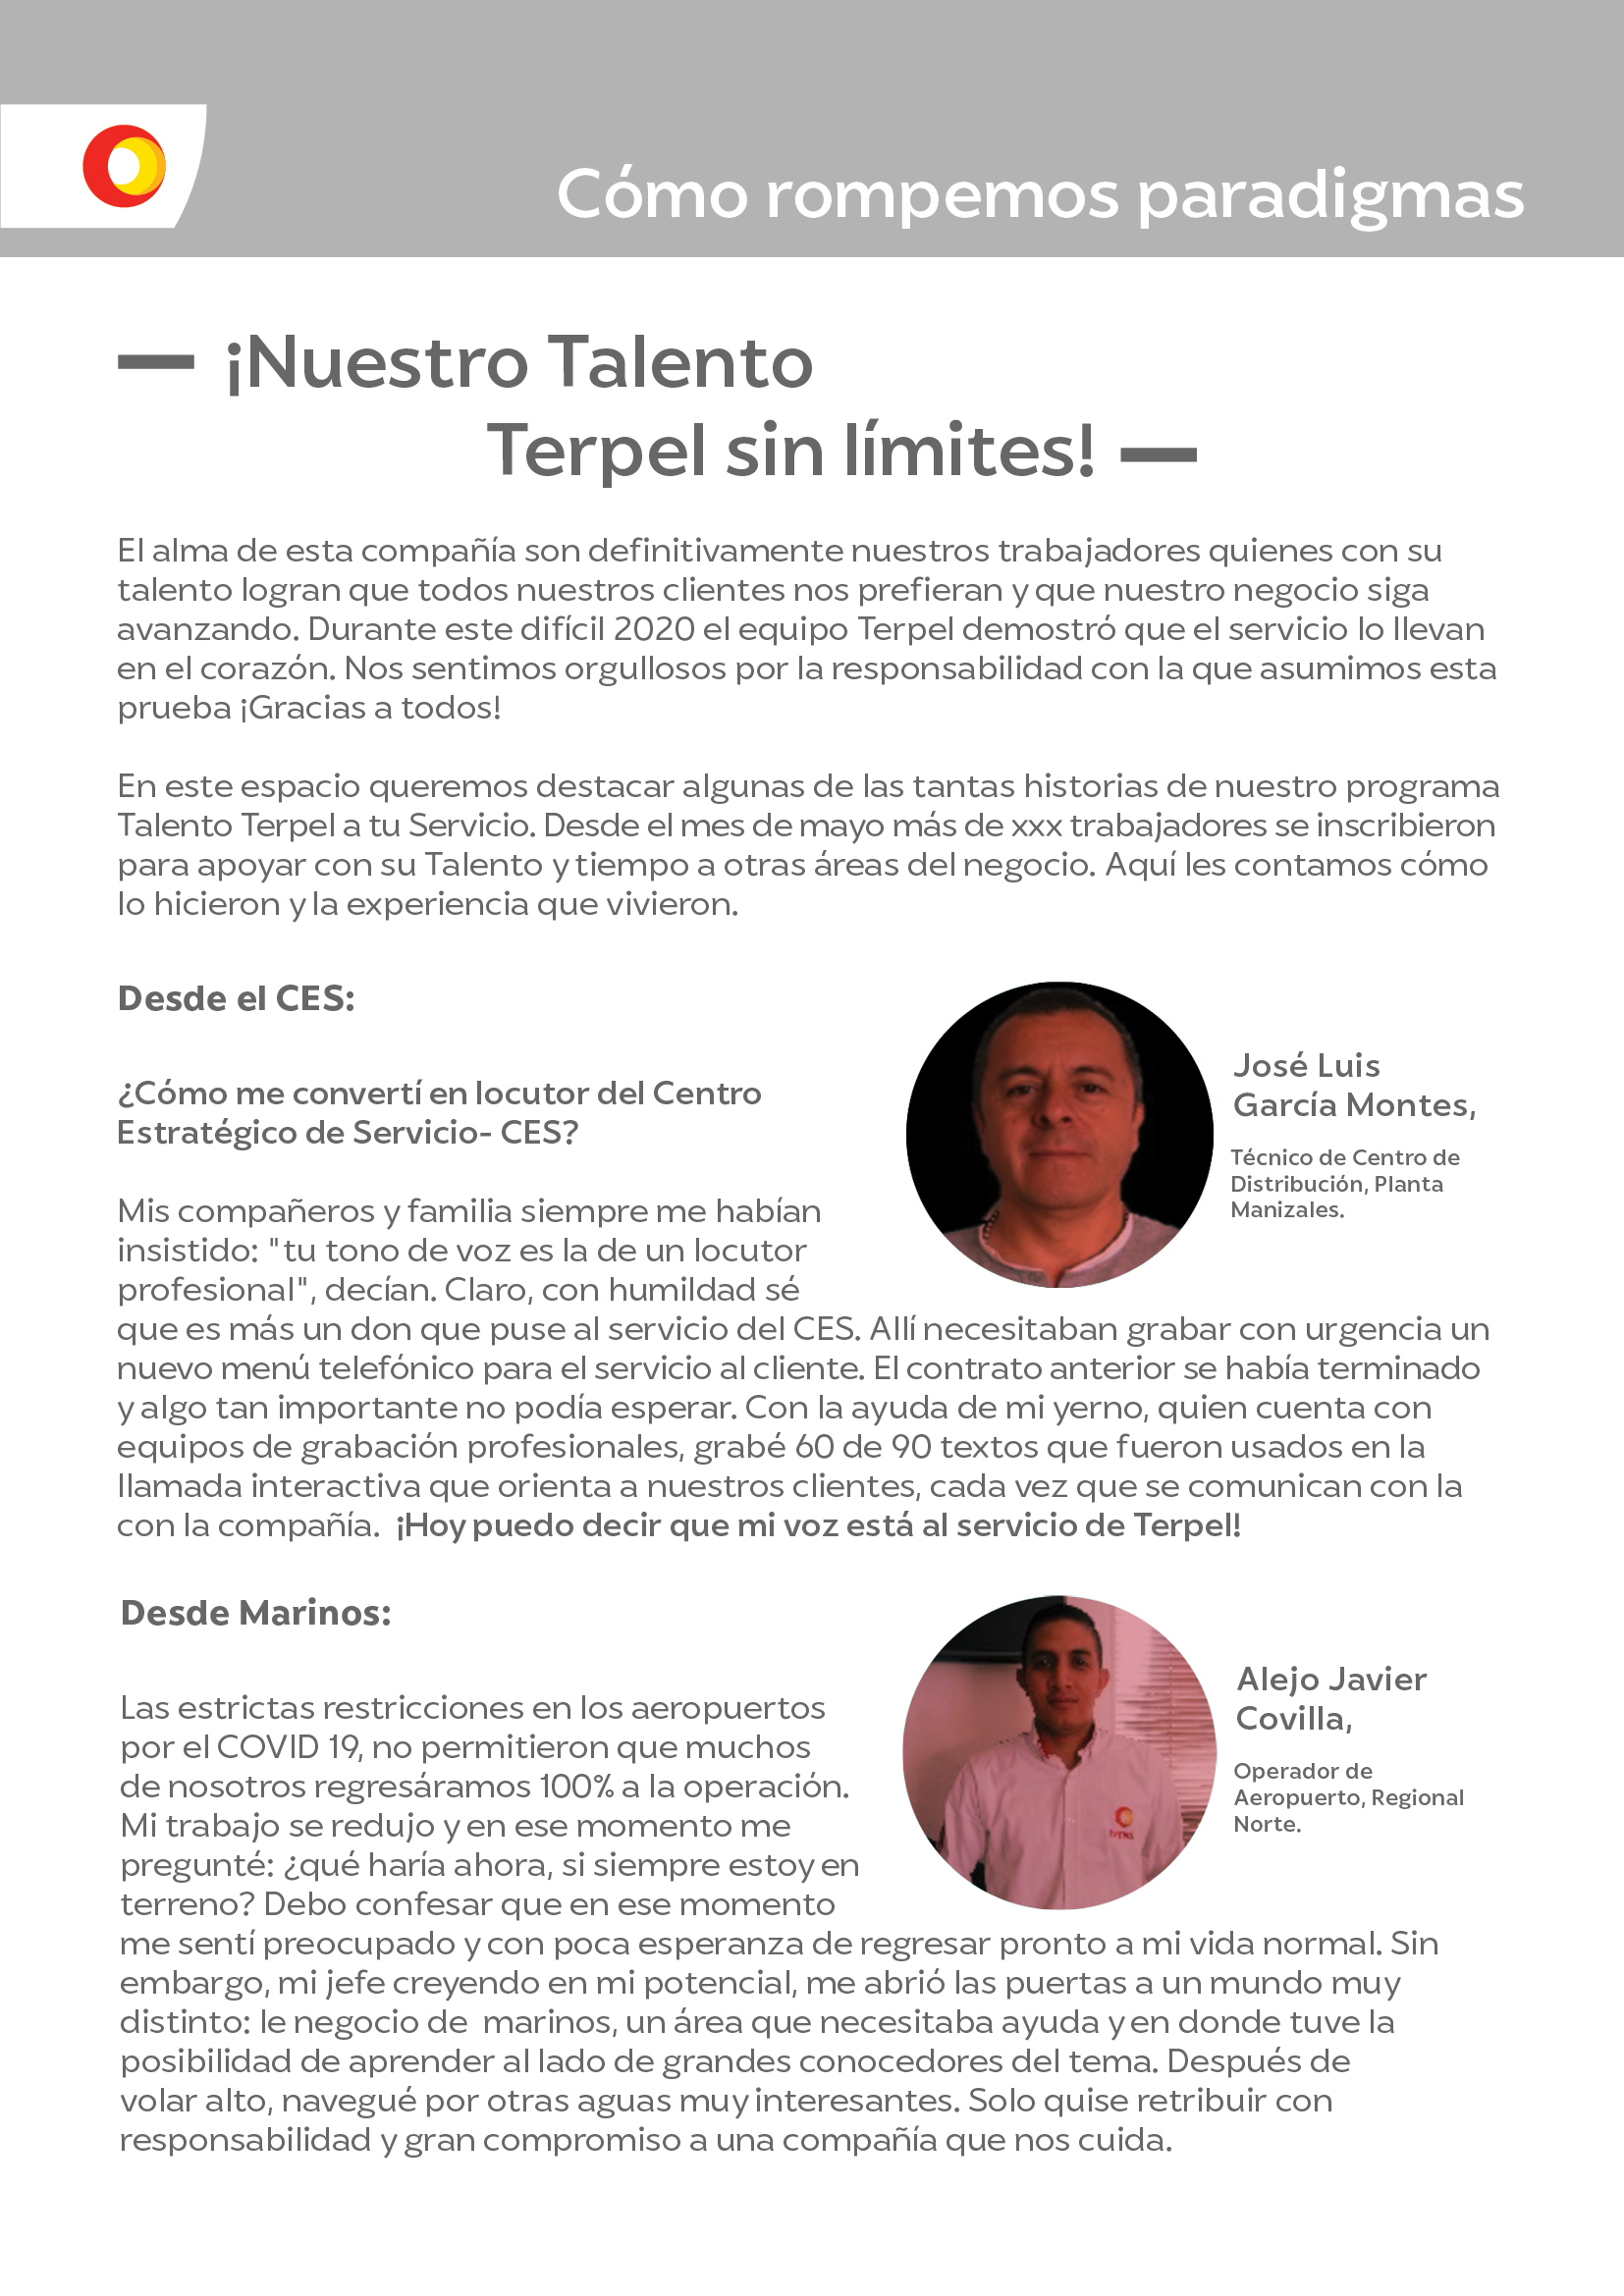 Cómo rompemos paradigmas
¡Nuestro Talento
Terpel sin límites!
El alma de esta compañía son definitivamente nuestros trabajadores quienes con su
talento logran que todos nuestros clientes nos prefieran y que nuestro negocio siga
avanzando. Durante este difícil 2020 el equipo Terpel demostró que el servicio lo llevan
en el corazón. Nos sentimos orgullosos por la responsabilidad con la que asumimos esta
prueba ¡Gracias a todos!
En este espacio queremos destacar algunas de las tantas historias de nuestro programa
Talento Terpel a tu Servicio. Desde el mes de mayo más de xxx trabajadores se inscribieron
para apoyar con su Talento y tiempo a otras áreas del negocio. Aquí les contamos cómo
lo hicieron y la experiencia que vivieron.
Desde el CES:
¿Cómo me convertí en locutor del Centro
Estratégico de Servicio- CES?
José Luis
García Montes,
Técnico de Centro de
Distribución, Planta
Manizales.
Mis compañeros y familia siempre me habían
insistido: "tu tono de voz es la de un locutor
profesional", decían. Claro, con humildad sé
que es más un don que puse al servicio del CES. Allí necesitaban grabar con urgencia un
nuevo menú telefónico para el servicio al cliente. El contrato anterior se había terminado
y algo tan importante no podía esperar. Con la ayuda de mi yerno, quien cuenta con
equipos de grabación profesionales, grabé 60 de 90 textos que fueron usados en la
llamada interactiva que orienta a nuestros clientes, cada vez que se comunican con la
con la compañía. ¡Hoy puedo decir que mi voz está al servicio de Terpel!
Desde Marinos:
Alejo Javier
Covilla,
Operador de
Aeropuerto, Regional
Norte.
Las estrictas restricciones en los aeropuertos
por el COVID 19, no permitieron que muchos
de nosotros regresáramos 100% a la operación.
Mi trabajo se redujo y en ese momento me
pregunté: ¿qué haría ahora, si siempre estoy en
terreno? Debo confesar que en ese momento
me sentí preocupado y con poca esperanza de regresar pronto a mi vida normal. Sin
embargo, mi jefe creyendo en mi potencial, me abrió las puertas a un mundo muy
distinto: le negocio de marinos, un área que necesitaba ayuda y en donde tuve la
posibilidad de aprender al lado de grandes conocedores del tema. Después de
volar alto, navegué por otras aguas muy interesantes. Solo quise retribuir con
responsabilidad y gran compromiso a una compañía que nos cuida.